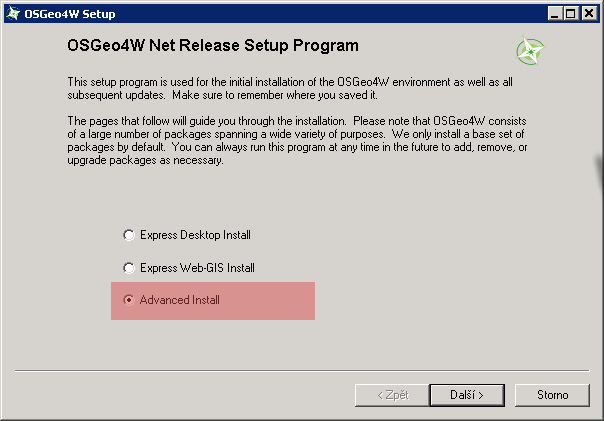 OSGeo4W Setup
OSGeo4W Net Release Setup Program
This setup program is used for the initial installation of the OSGeo4W environment as well as all
subsequent updates. Make sure to remember where you saved it.
The pages that follow will guide you through the installation. Please note that OSGeo4W consists
of a large number of packages spanning a wide variety of purposes. We only install a base set of
packages by default. You can always run this program at any time in the future to add, remove, or
upgrade packages as necessary.
Express Desktop Install
Express Web-GIS Install
Advanced Install
< Zpět
Další >
Storno